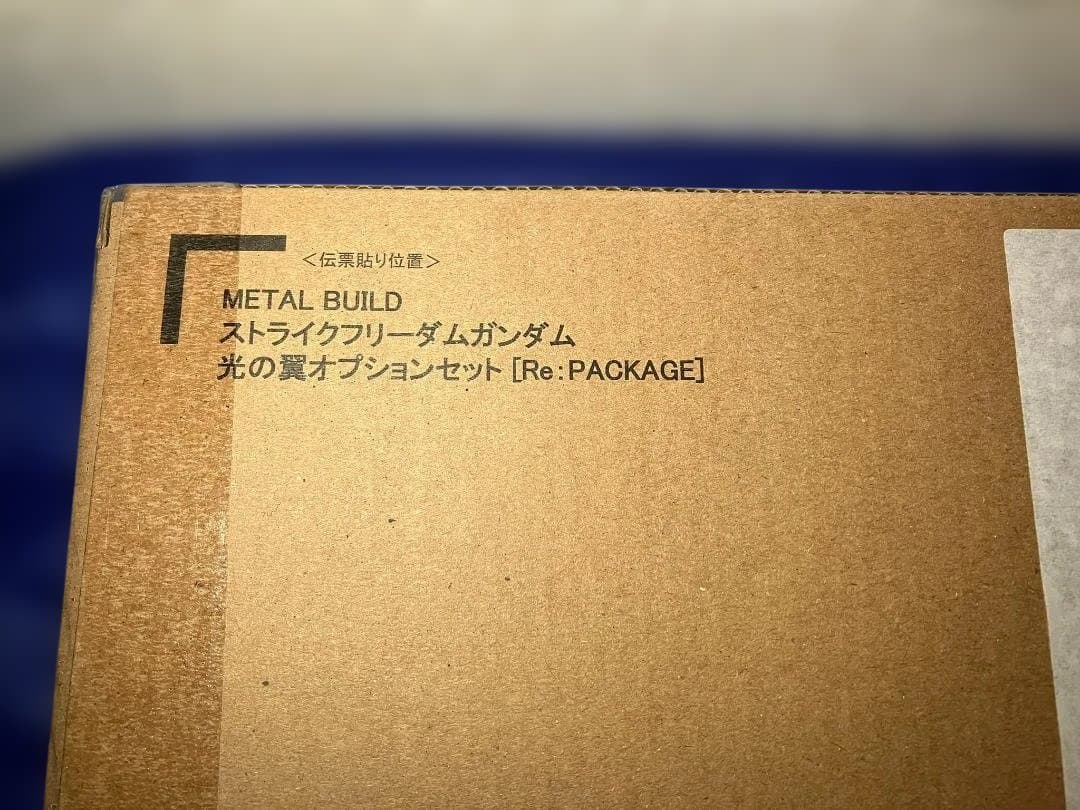 ＜伝票貼り位置＞
METAL BUILD
ストライクフリーダムガンダム
光の翼オプションセット [Re:PACKAGE]